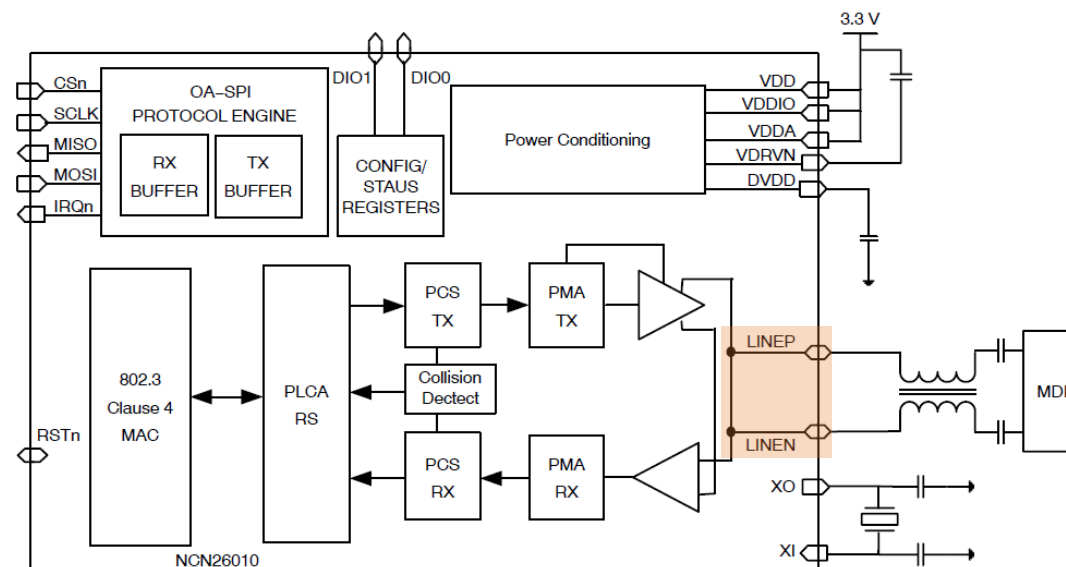 3.3 V
CSn
SCLK
MISO
MOSI
IRQn
OA-SPI
PROTOCOL ENGINE
RX
BUFFER
TX
BUFFER
DIO1
DIO0
CONFIG/
STAUS
REGISTERS
Power Conditioning
VDD
VDDIO
VDDA
VDRVN
DVDD
802.3
Clause 4
MAC
PLCA
RS
PCS
TX
PMA
TX
Collision
Dectect
PCS
RX
PMA
RX
LINEP
LINEN
MDI
RSTn
XO
XI
NCN26010